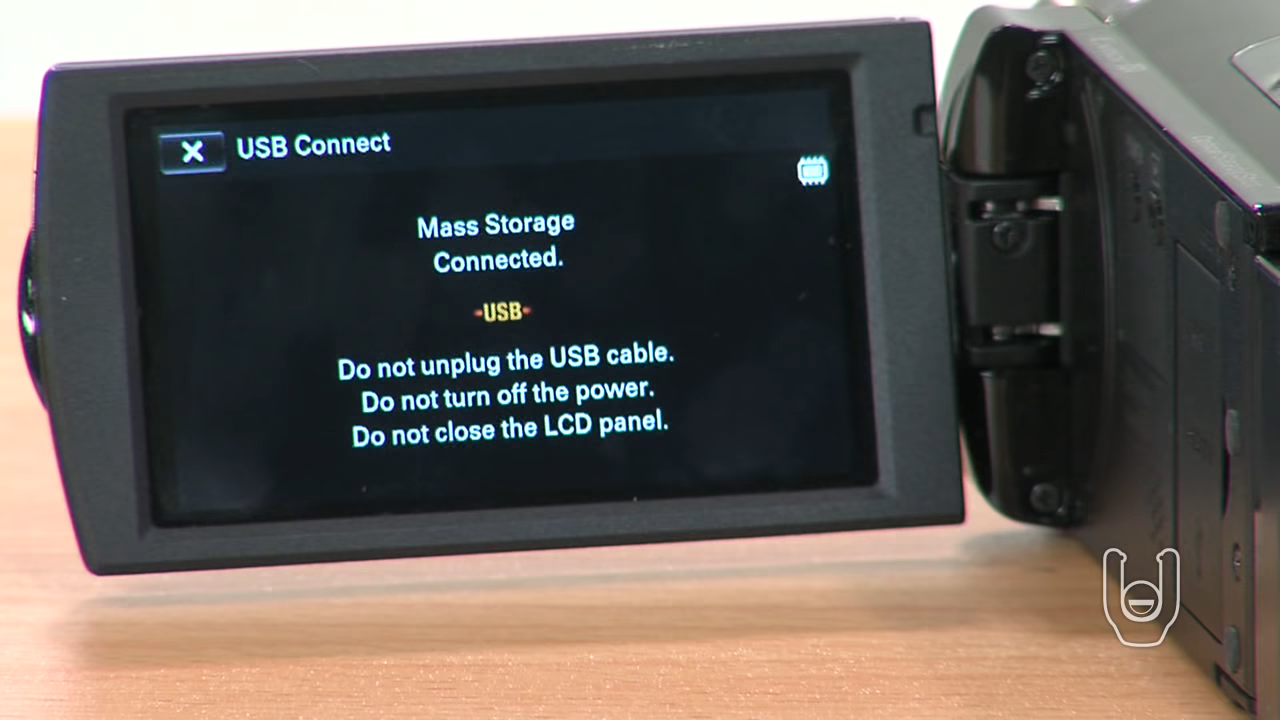 USB Connect
Mass Storage
Connected.
-USB-
Do not unplug the USB cable.
Do not turn off the power.
Do not close the LCD panel.